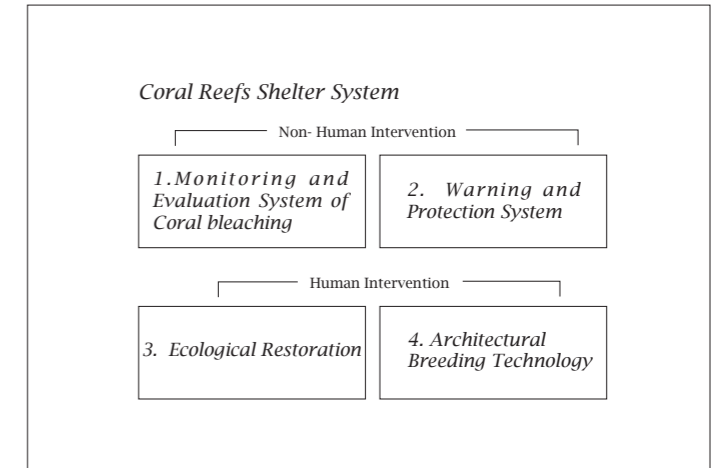 Coral Reefs Shelter System
Non- Human Intervention
1.Monitoring and
Evaluation System of
Coral bleaching
2. Warning and
Protection System
Human Intervention
3. Ecological Restoration
4. Architectural
Breeding Technology